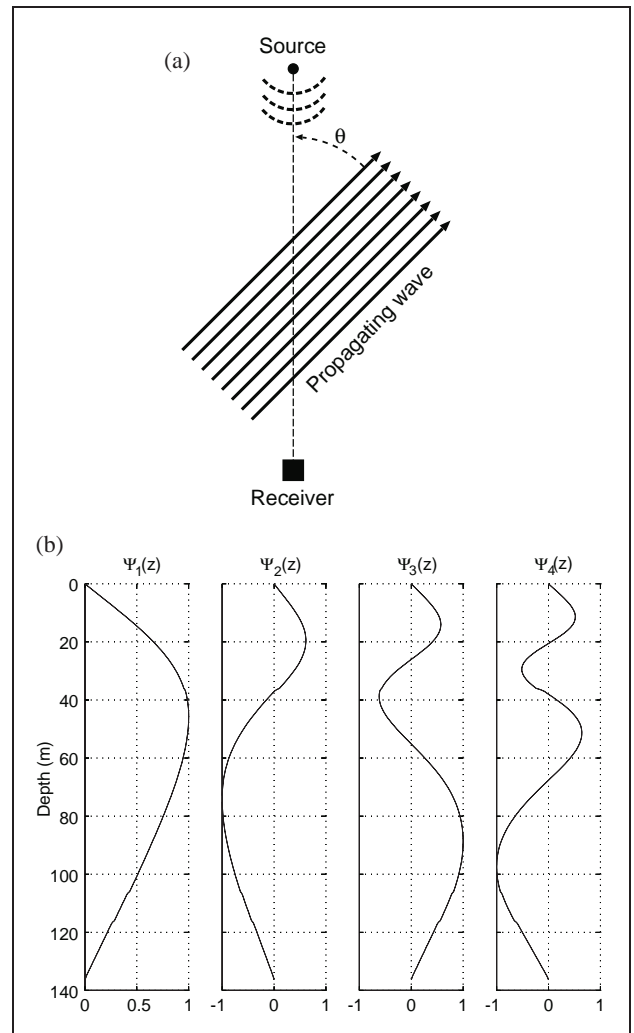 (a)
Source
θ
Propagating wave
Receiver
(b)
Ψ1(z) Ψ2(z) Ψ3(z) Ψ4(z)
Depth (m)
0
20
40
60
80
100
120
140
0 0.5 1 -1 0 1 -1 0 1 -1 0 1